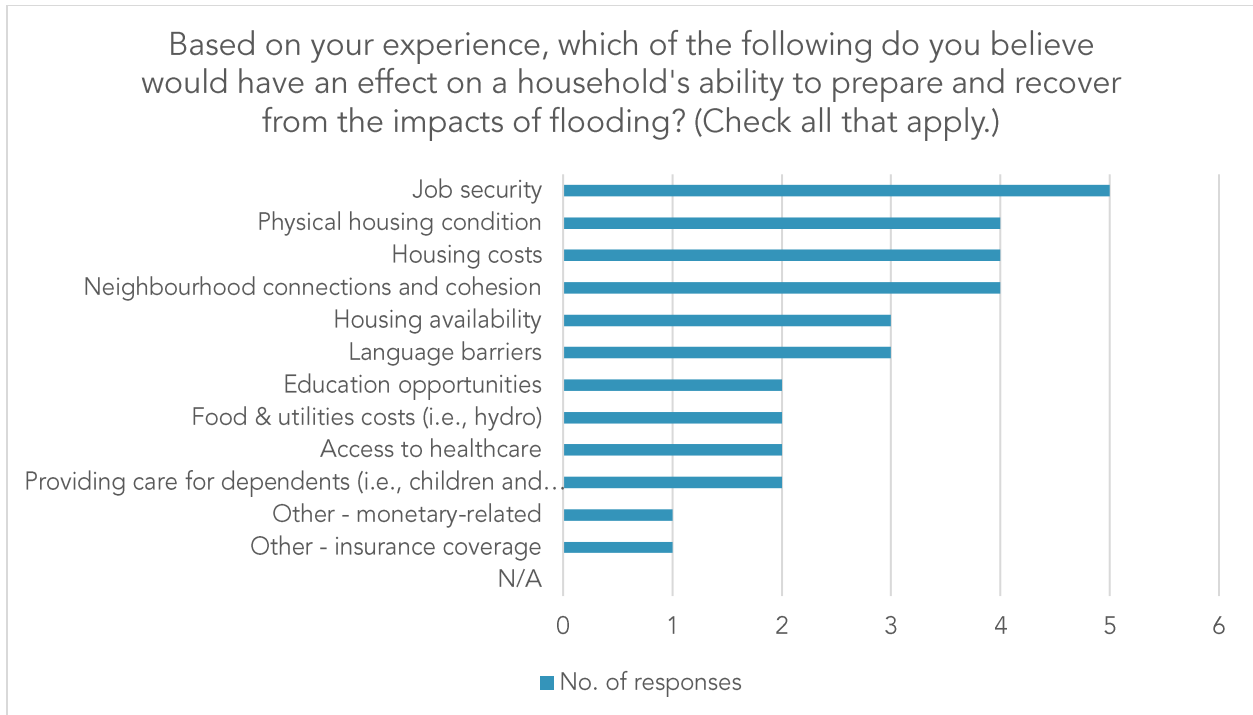 Based on your experience, which of the following do you believe
would have an effect on a household's ability to prepare and recover
from the impacts of flooding? (Check all that apply.)
Job security
Physical housing condition
Housing costs
Neighbourhood connections and cohesion
Housing availability
Language barriers
Education opportunities
Food & utilities costs (i.e., hydro)
Access to healthcare
Providing care for dependents (i.e., children and…
Other - monetary-related
Other - insurance coverage
N/A
0 1 2 3 4 5 6
No. of responses